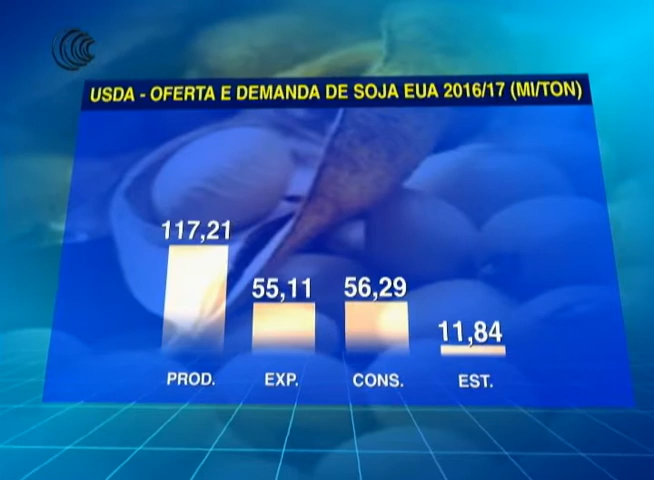 USDA - OFERTA E DEMANDA DE SOJA EUA 2016/17 (MI/TON)
117,21
55,11
56,29
11,84
PROD.
EXP.
CONS.
EST.